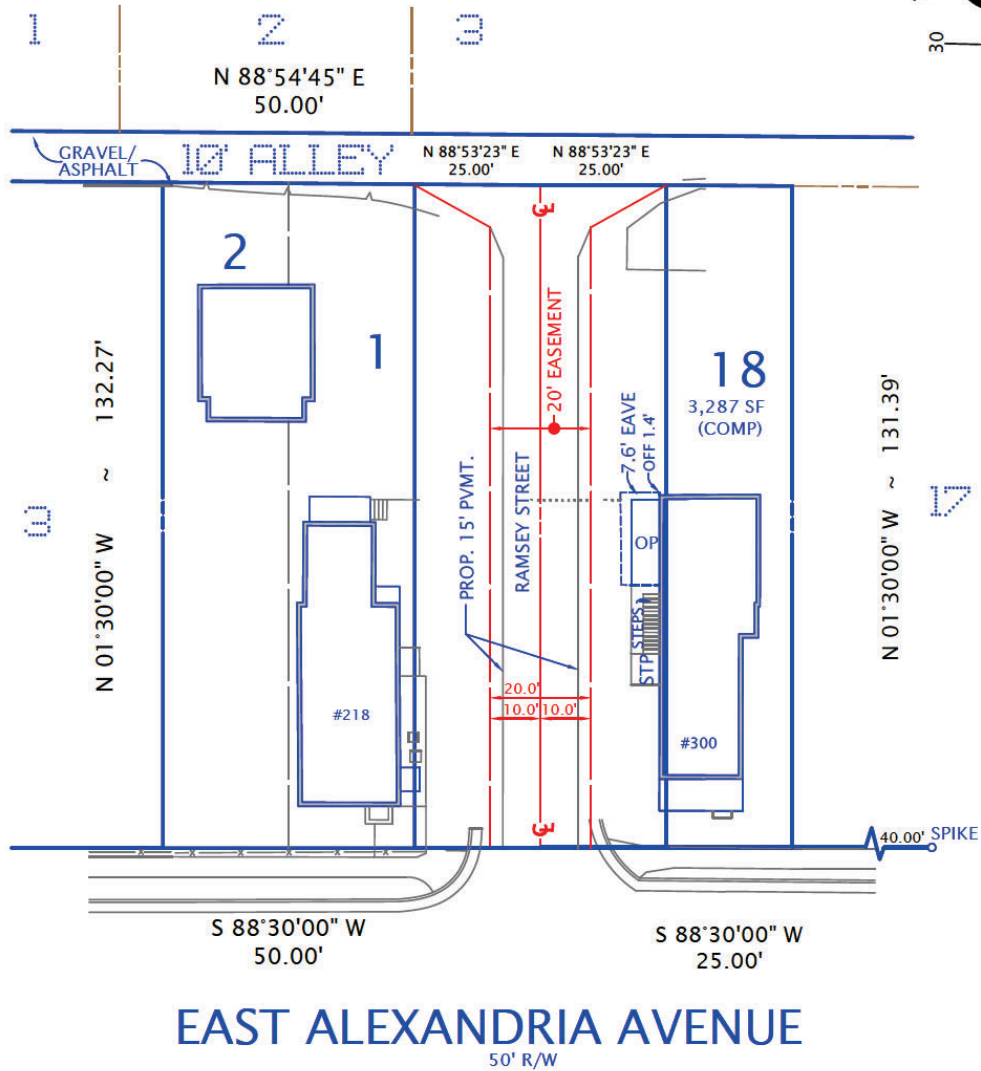 1
2
3
30
N 88°54'45" E
50.00'
GRAVEL/
ASPHALT
10' ALLEY
N 88°53'23" E
25.00'
N 88°53'23" E
25.00'
℄
2
1
20' EASEMENT
18
3,287 SF
(COMP)
132.27'
N 01°30'00" W ~
131.39'
N 01°30'00" W ~
7.6' EAVE
OFF 1.4'
3
17
PROP. 15' PVMT.
RAMSEY STREET
OP
STP STEPS
20.0'
10.0' 10.0'
#218
#300
℄
40.00' SPIKE
S 88°30'00" W
50.00'
S 88°30'00" W
25.00'
EAST ALEXANDRIA AVENUE
50' R/W